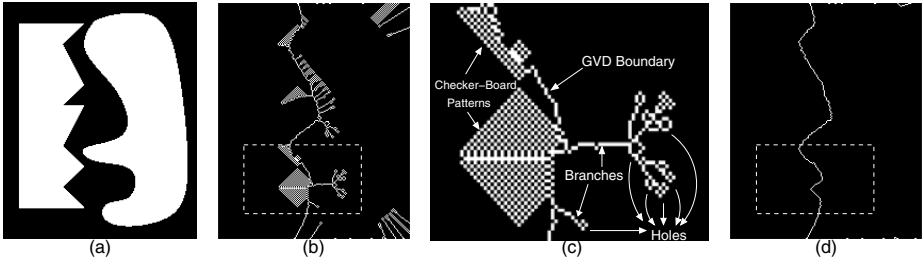 GVD Boundary
Checker-Board
Patterns
Branches
Holes
(a)
(b)
(c)
(d)